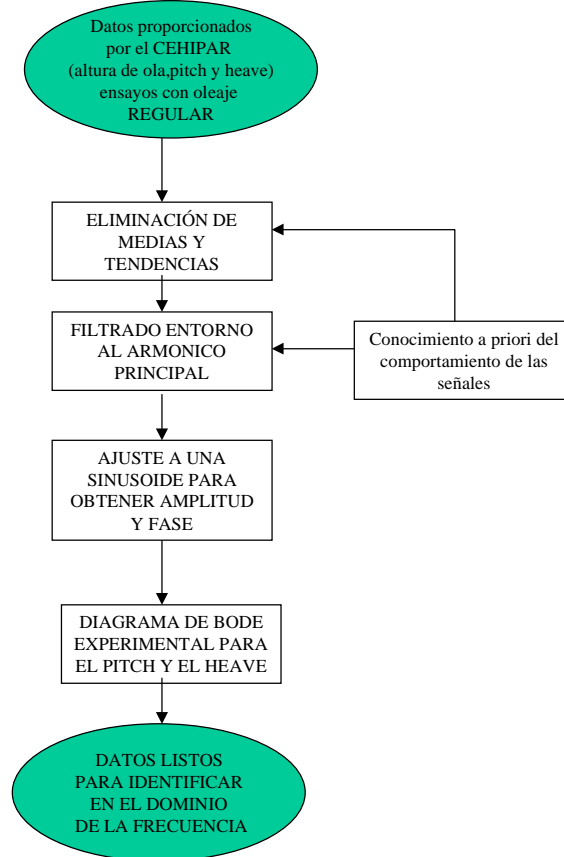 Datos proporcionados
por el CEHIPAR
(altura de ola,pitch y heave)
ensayos con oleaje
REGULAR
ELIMINACIÓN DE
MEDIAS Y
TENDENCIAS
FILTRADO ENTORNO
AL ARMONICO
PRINCIPAL
Conocimiento a priori del
comportamiento de las
señales
AJUSTE A UNA
SINUSOIDE PARA
OBTENER AMPLITUD
Y FASE
DIAGRAMA DE BODE
EXPERIMENTAL PARA
EL PITCH Y EL HEAVE
DATOS LISTOS
PARA IDENTIFICAR
EN EL DOMINIO
DE LA FRECUENCIA